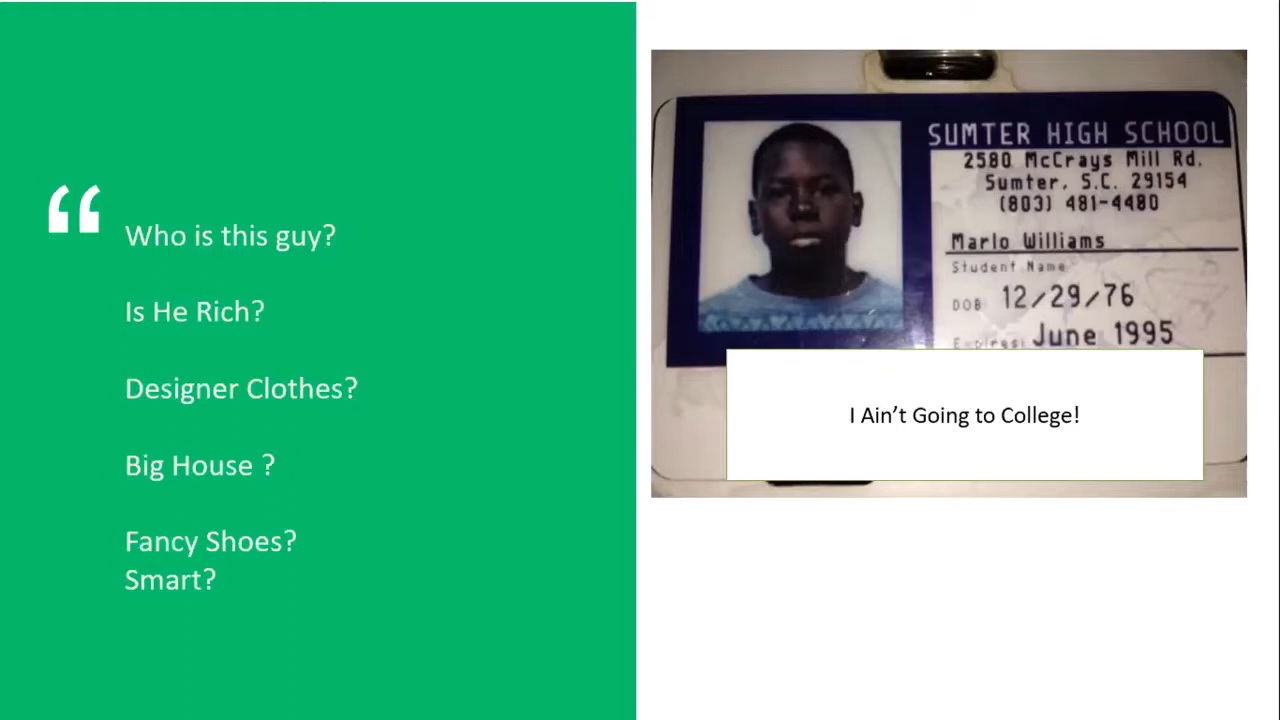 Who is this guy?
Is He Rich?
Designer Clothes?
Big House ?
Fancy Shoes?
Smart?
SUMTER HIGH SCHOOL
2580 McCrays Mill Rd.
Sumter, S.C. 29154
(803) 481-4480
Marlo Williams
Student Name
DOB: 12/29/76
Expires: June 1995
I Ain’t Going to College!